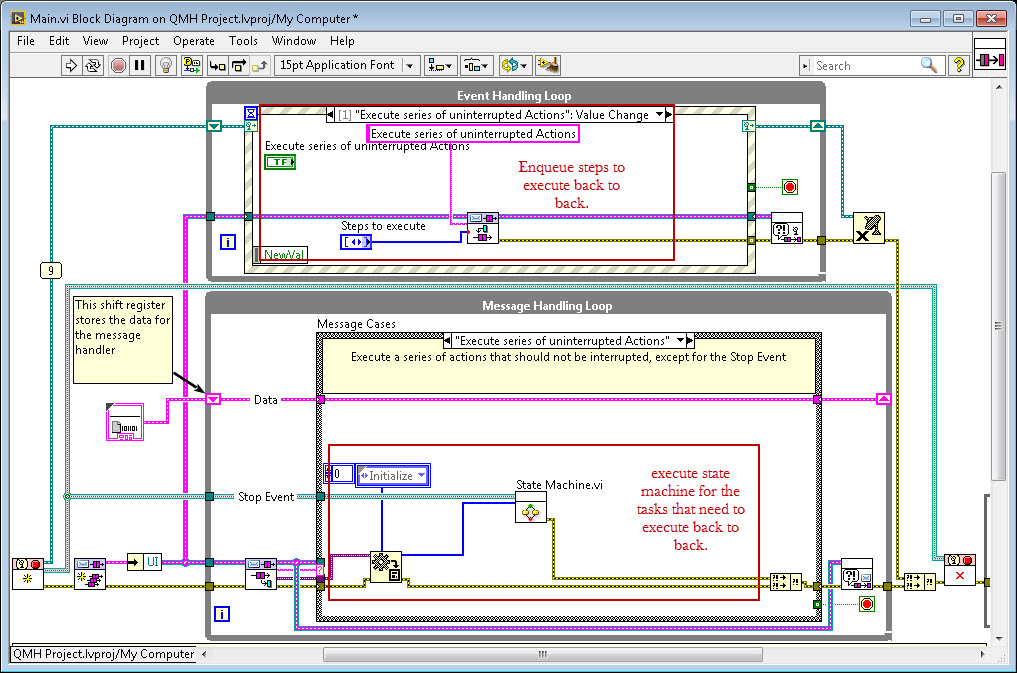 Main.vi Block Diagram on QMH Project.lvproj/My Computer *
File Edit View Project Operate Tools Window Help
15pt Application Font
Search
?
Event Handling Loop
[1] "Execute series of uninterrupted Actions": Value Change
Execute series of uninterrupted Actions
Execute series of uninterrupted Actions
TF
Enqueue steps to
execute back to
back.
Steps to execute
i
NewVal
9
Message Handling Loop
This shift register
stores the data for
the message
handler
Message Cases
"Execute series of uninterrupted Actions"
Execute a series of actions that should not be interrupted, except for the Stop Event
Data
0
Initialize
Stop Event
State Machine.vi
execute state
machine for the
tasks that need to
execute back to
back.
UI
i
QMH Project.lvproj/My Computer